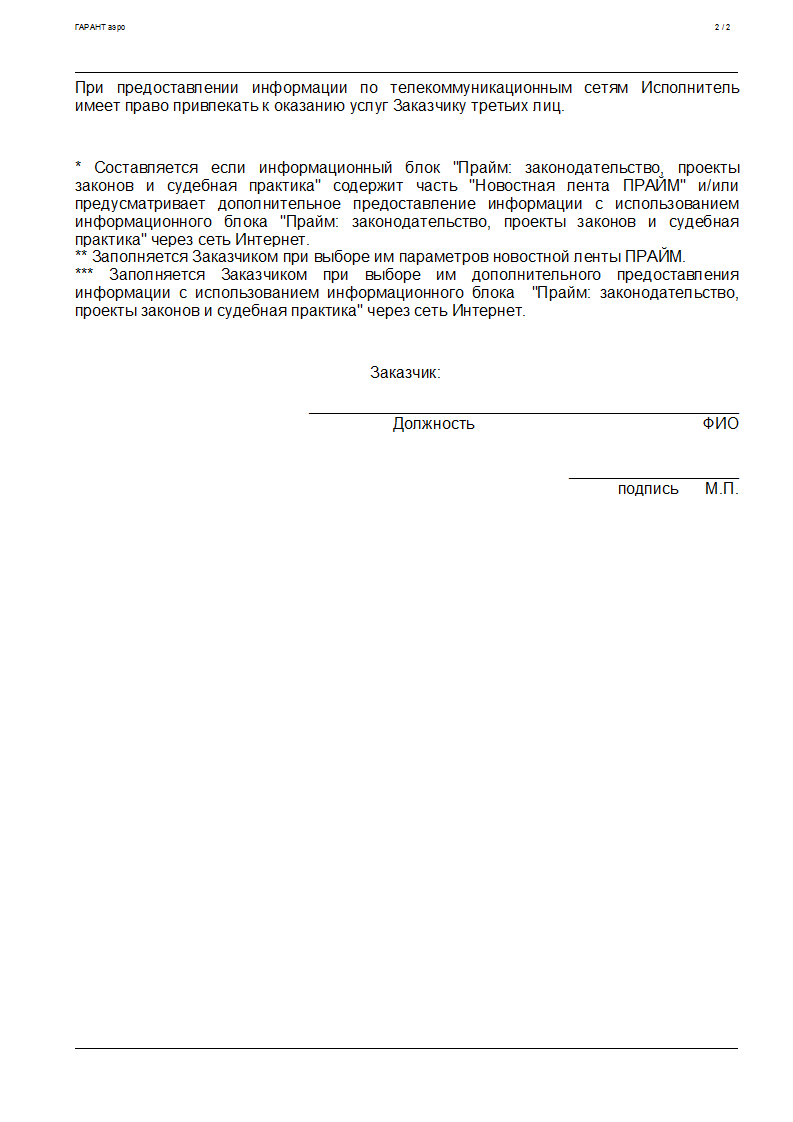 ГАРАНТ аэро 2 / 2
При предоставлении информации по телекоммуникационным сетям Исполнитель
имеет право привлекать к оказанию услуг Заказчику третьих лиц.
* Составляется если информационный блок "Прайм: законодательство, проекты
законов и судебная практика" содержит часть "Новостная лента ПРАЙМ" и/или
предусматривает дополнительное предоставление информации с использованием
информационного блока "Прайм: законодательство, проекты законов и судебная
практика" через сеть Интернет.
** Заполняется Заказчиком при выборе им параметров новостной ленты ПРАЙМ.
*** Заполняется Заказчиком при выборе им дополнительного предоставления
информации с использованием информационного блока "Прайм: законодательство,
проекты законов и судебная практика" через сеть Интернет.
Заказчик:
Должность ФИО
подпись М.П.